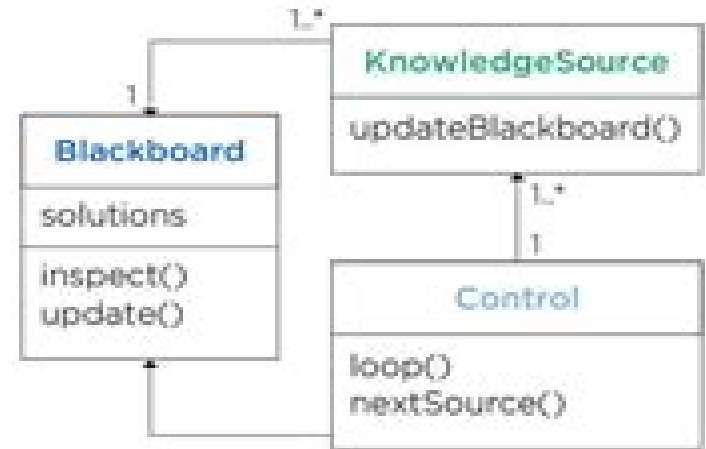 1..*
KnowledgeSource
updateBlackboard()
1
Blackboard
solutions
inspect()
update()
1..*
1
Control
loop()
nextSource()